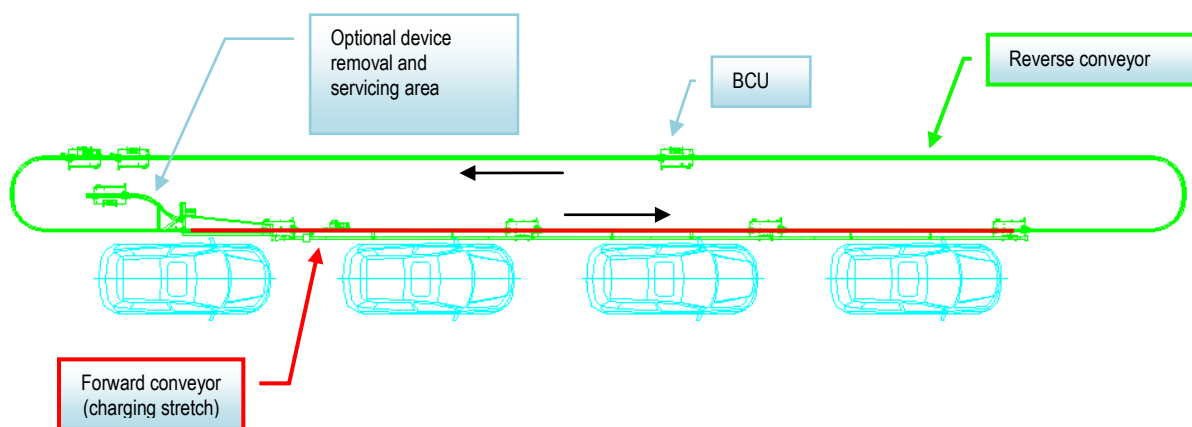 Optional device
removal and
servicing area
BCU
Reverse conveyor
Forward conveyor
(charging stretch)